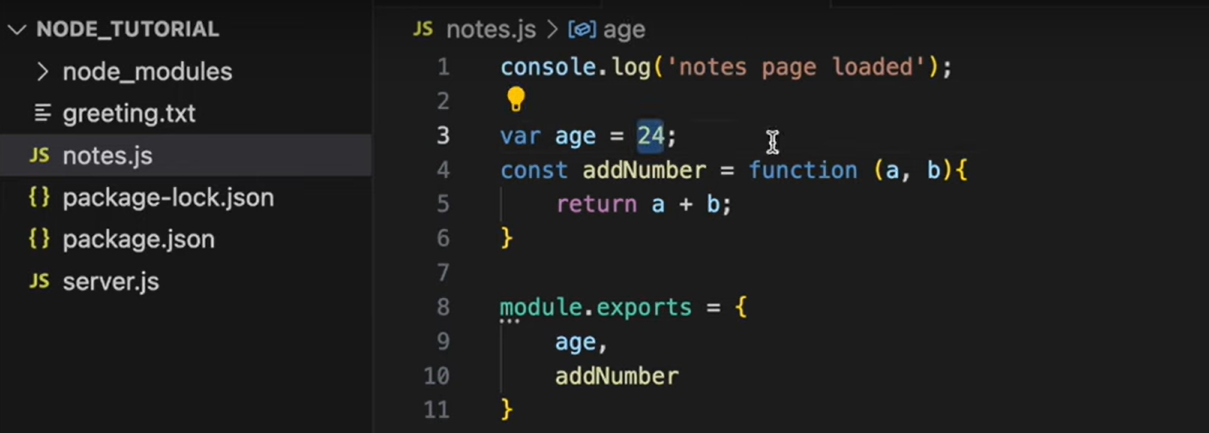 NODE_TUTORIAL
node_modules
greeting.txt
JS notes.js
{} package-lock.json
{} package.json
JS server.js
JS notes.js > age
1 console.log('notes page loaded');
2
3 var age = 24;
4 const addNumber = function (a, b){
5     return a + b;
6 }
7
8 module.exports = {
9     age,
10     addNumber
11 }